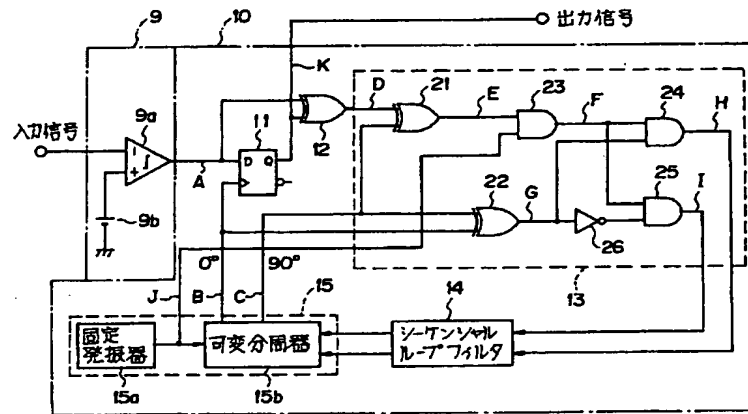 9
10
出力信号
K
9a
11
12
D
21
E
23
F
24
H
入力信号
A
D
Q
22
G
25
I
26
9b
0°
90°
13
J
B
C
15
14
固定
発振器
可変分周器
シーケンシャル
ループフィルタ
15a
15b